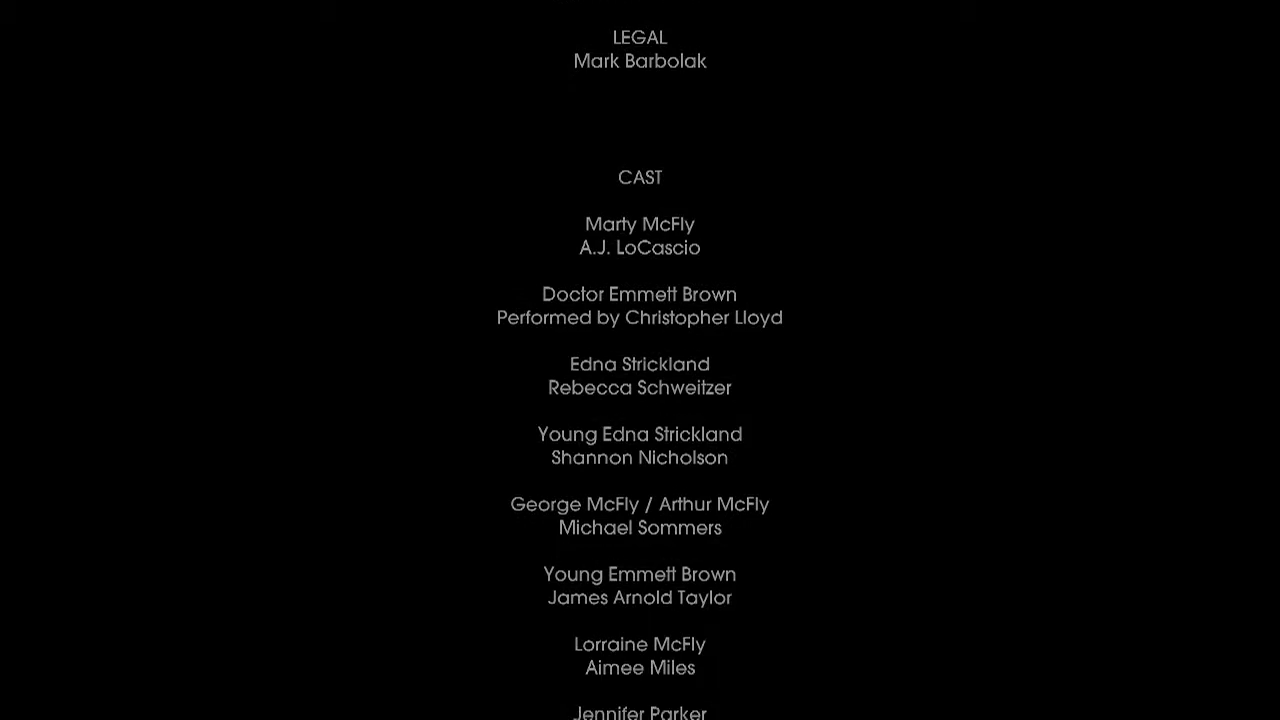 LEGAL
Mark Barbolak
CAST
Marty McFly
A.J. LoCascio
Doctor Emmett Brown
Performed by Christopher Lloyd
Edna Strickland
Rebecca Schweitzer
Young Edna Strickland
Shannon Nicholson
George McFly / Arthur McFly
Michael Sommers
Young Emmett Brown
James Arnold Taylor
Lorraine McFly
Aimee Miles
Jennifer Parker